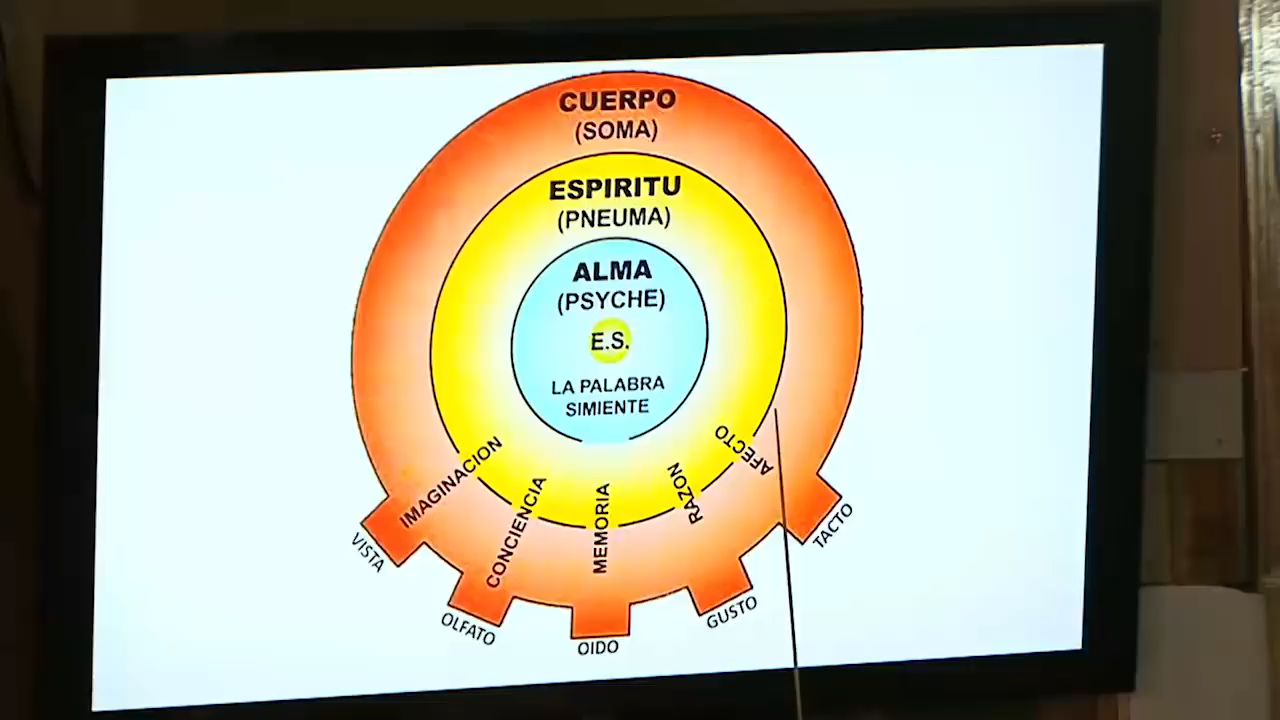 CUERPO
(SOMA)
ESPIRITU
(PNEUMA)
ALMA
(PSYCHE)
E.S.
LA PALABRA
SIMIENTE
IMAGINACION
CONCIENCIA
MEMORIA
RAZON
AFECTO
VISTA
OLFATO
OIDO
GUSTO
TACTO